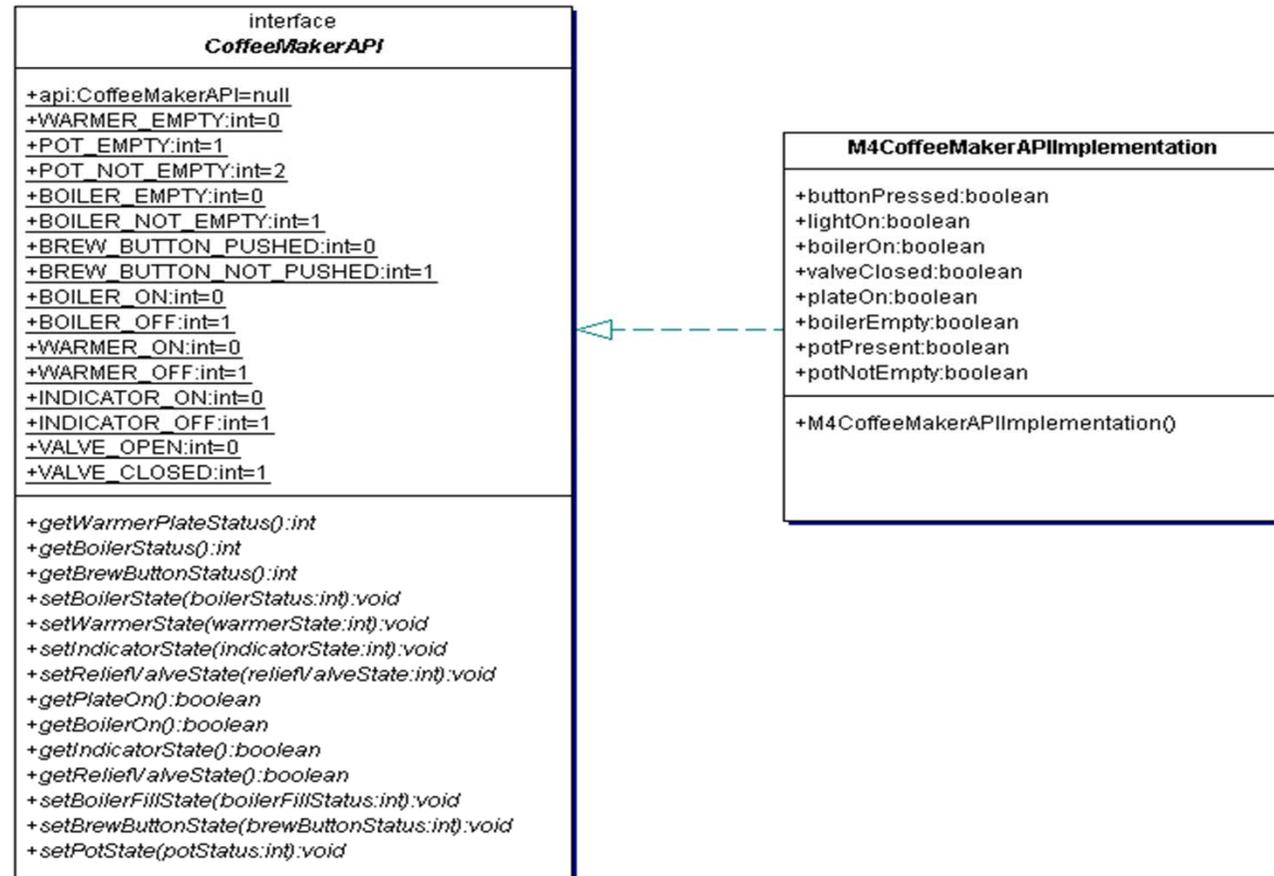 interface
CoffeeMakerAPI
+api:CoffeeMakerAPI=null
+WARMER_EMPTY:int=0
+POT_EMPTY:int=1
+POT_NOT_EMPTY:int=2
+BOILER_EMPTY:int=0
+BOILER_NOT_EMPTY:int=1
+BREW_BUTTON_PUSHED:int=0
+BREW_BUTTON_NOT_PUSHED:int=1
+BOILER_ON:int=0
+BOILER_OFF:int=1
+WARMER_ON:int=0
+WARMER_OFF:int=1
+INDICATOR_ON:int=0
+INDICATOR_OFF:int=1
+VALVE_OPEN:int=0
+VALVE_CLOSED:int=1
+getWarmerPlateStatus():int
+getBoilerStatus():int
+getBrewButtonStatus():int
+setBoilerState(boilerStatus:int):void
+setWarmerState(warmerState:int):void
+setIndicatorState(indicatorState:int):void
+setReliefValveState(reliefValveState:int):void
+getPlateOn():boolean
+getBoilerOn():boolean
+getIndicatorState():boolean
+getReliefValveState():boolean
+setBoilerFillState(boilerFillStatus:int):void
+setBrewButtonState(brewButtonStatus:int):void
+setPotState(potStatus:int):void
M4CoffeeMakerAPIImplementation
+buttonPressed:boolean
+lightOn:boolean
+boilerOn:boolean
+valveClosed:boolean
+plateOn:boolean
+boilerEmpty:boolean
+potPresent:boolean
+potNotEmpty:boolean
+M4CoffeeMakerAPIImplementation()